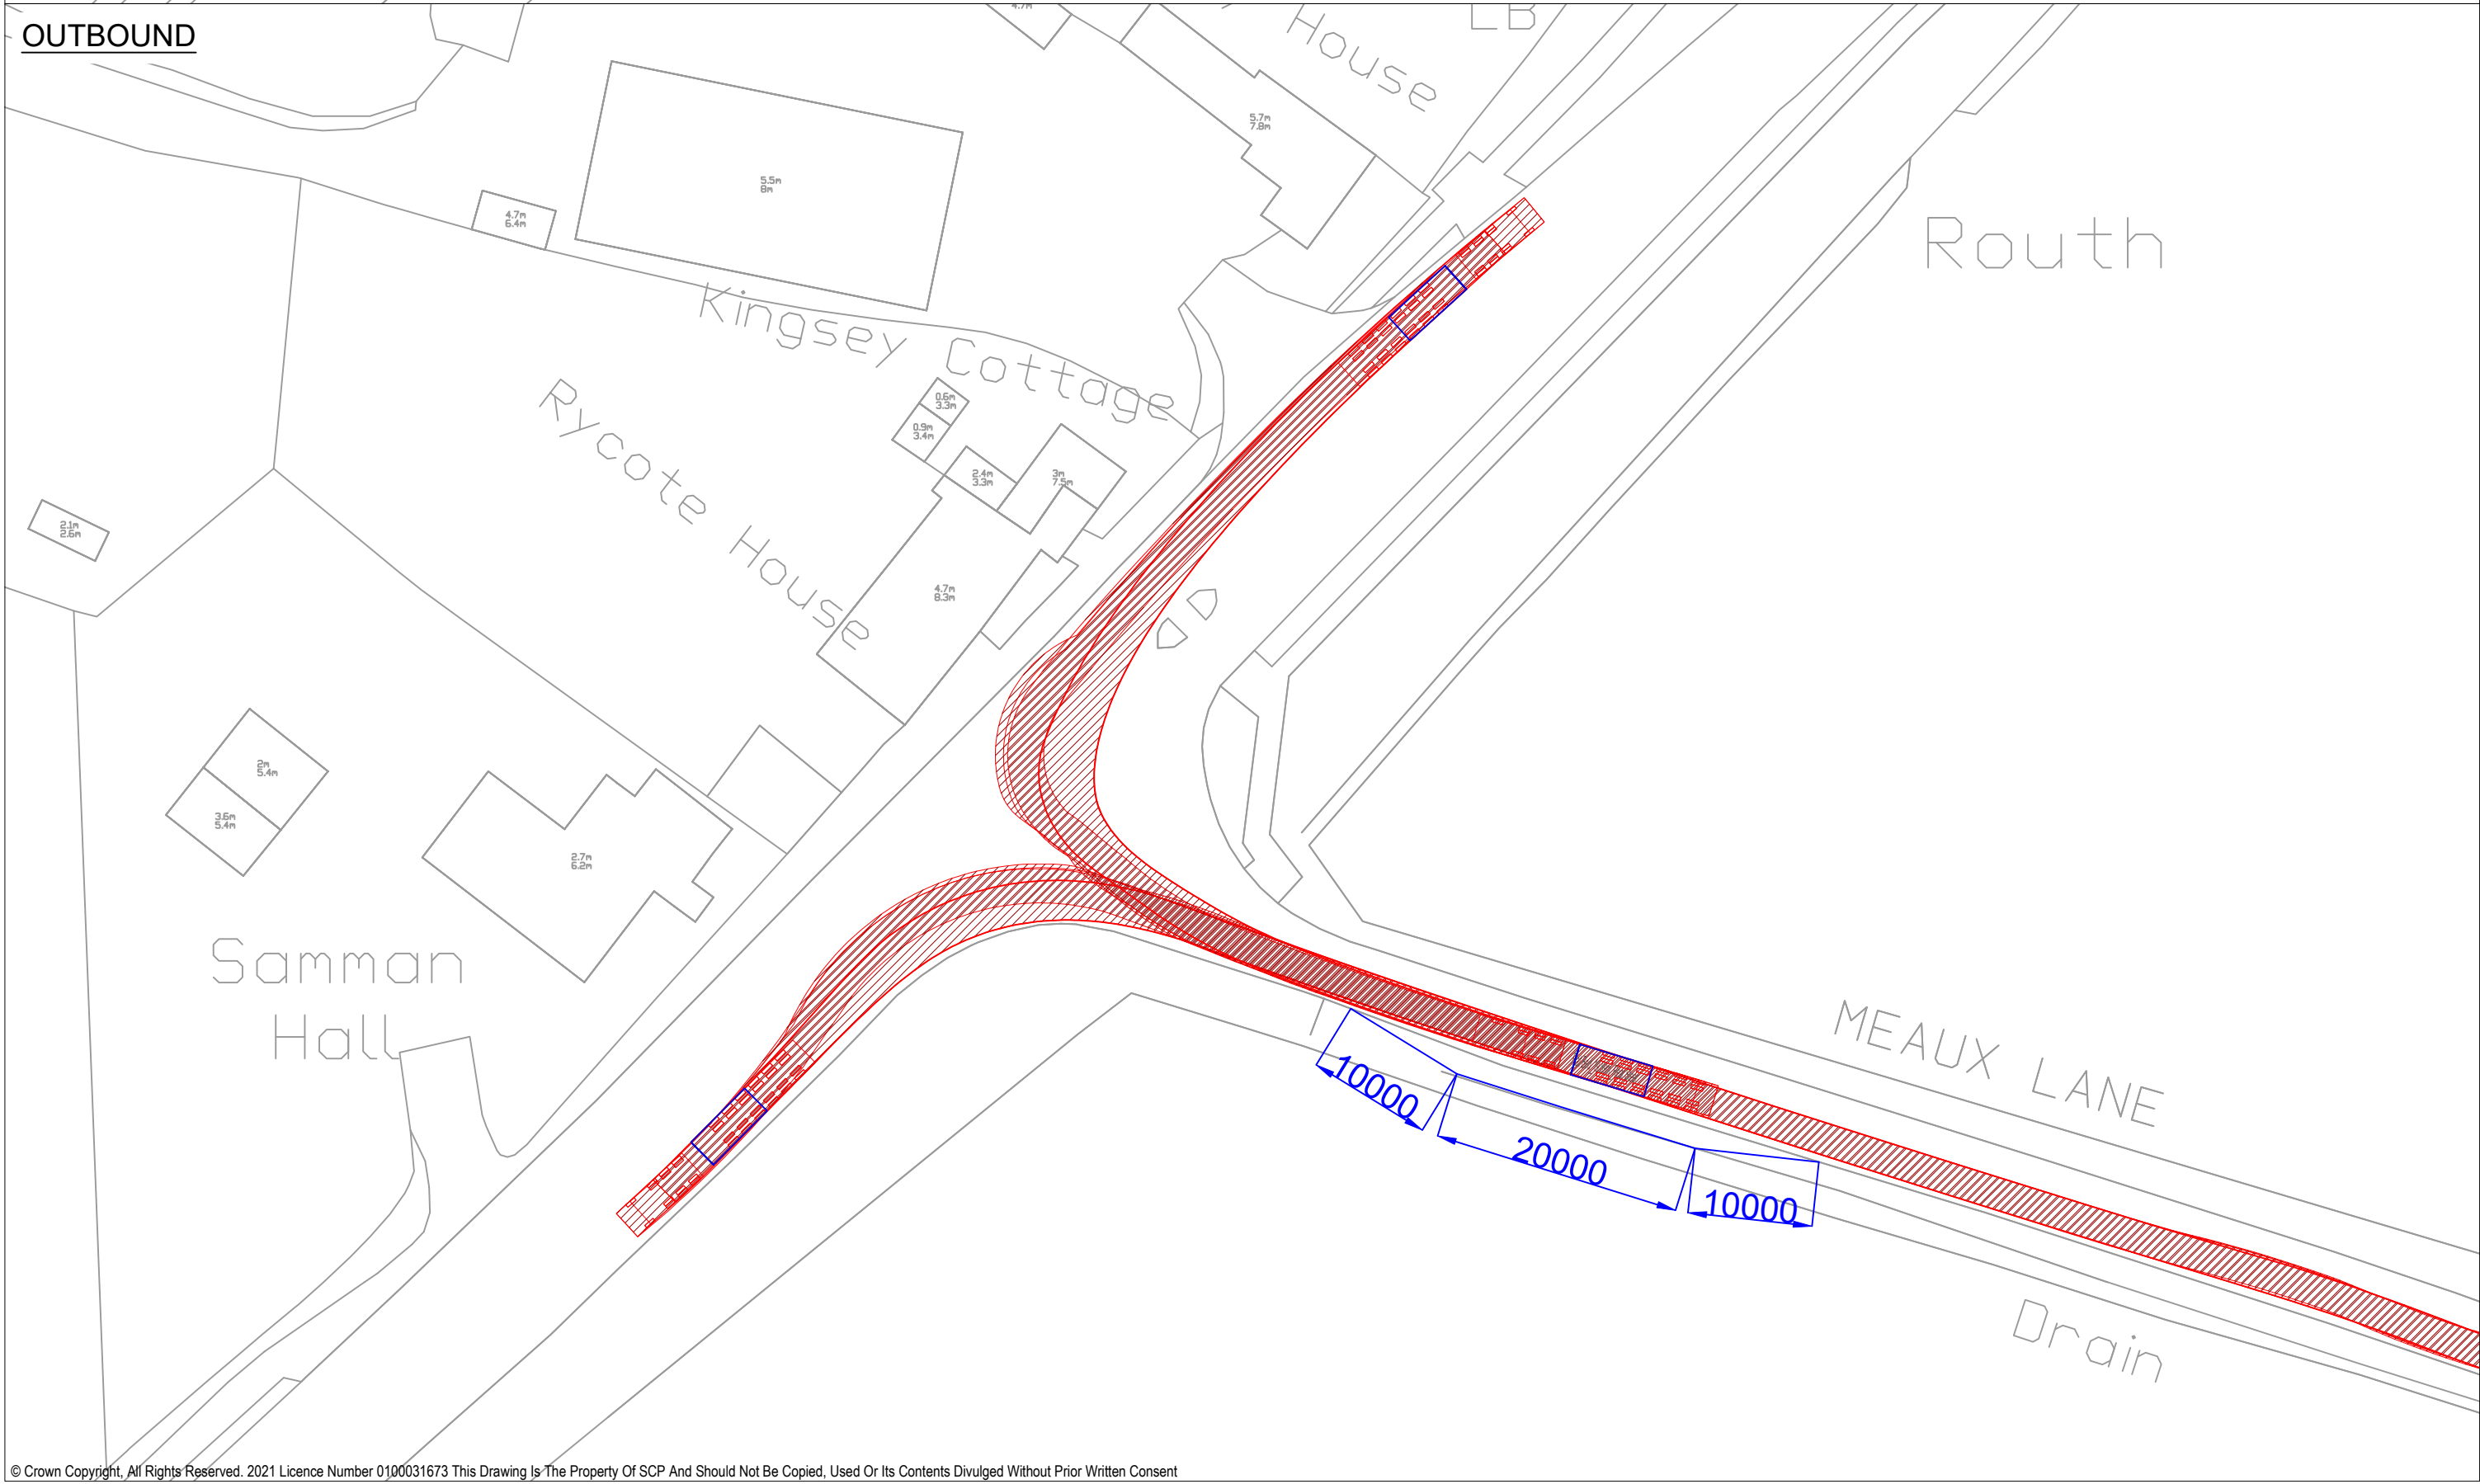 OUTBOUND
4.7m
House
LB
5.7m
7.8m
5.5m
8m
4.7m
6.4m
Routh
Kingsey Cottage
Rycote House
0.6m
3.3m
0.9m
3.4m
2.4m
3.3m
3m
7.5m
2.1m
2.6m
4.7m
8.3m
2m
5.4m
3.6m
5.4m
2.7m
6.2m
Samman
Hall
MEAUX LANE
10000
20000
10000
Drain
© Crown Copyright, All Rights Reserved. 2021 Licence Number 0100031673 This Drawing Is The Property Of SCP And Should Not Be Copied, Used Or Its Contents Divulged Without Prior Written Consent